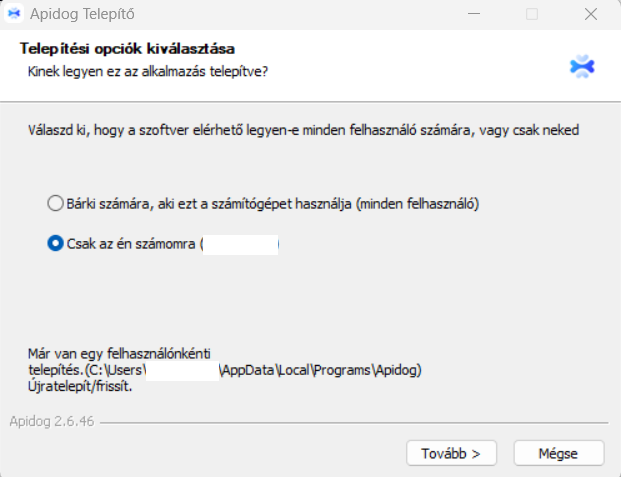 Apidog Telepítő
Telepítési opciók kiválasztása
Kinek legyen ez az alkalmazás telepítve?
Válaszd ki, hogy a szoftver elérhető legyen-e minden felhasználó számára, vagy csak neked
Bárki számára, aki ezt a számítógépet használja (minden felhasználó)
Csak az én számomra ( )
Már van egy felhasználónkénti
telepítés.(C:\Users\ \AppData\Local\Programs\Apidog)
Újratelepít/frissít.
Apidog 2.6.46
Tovább >
Mégse